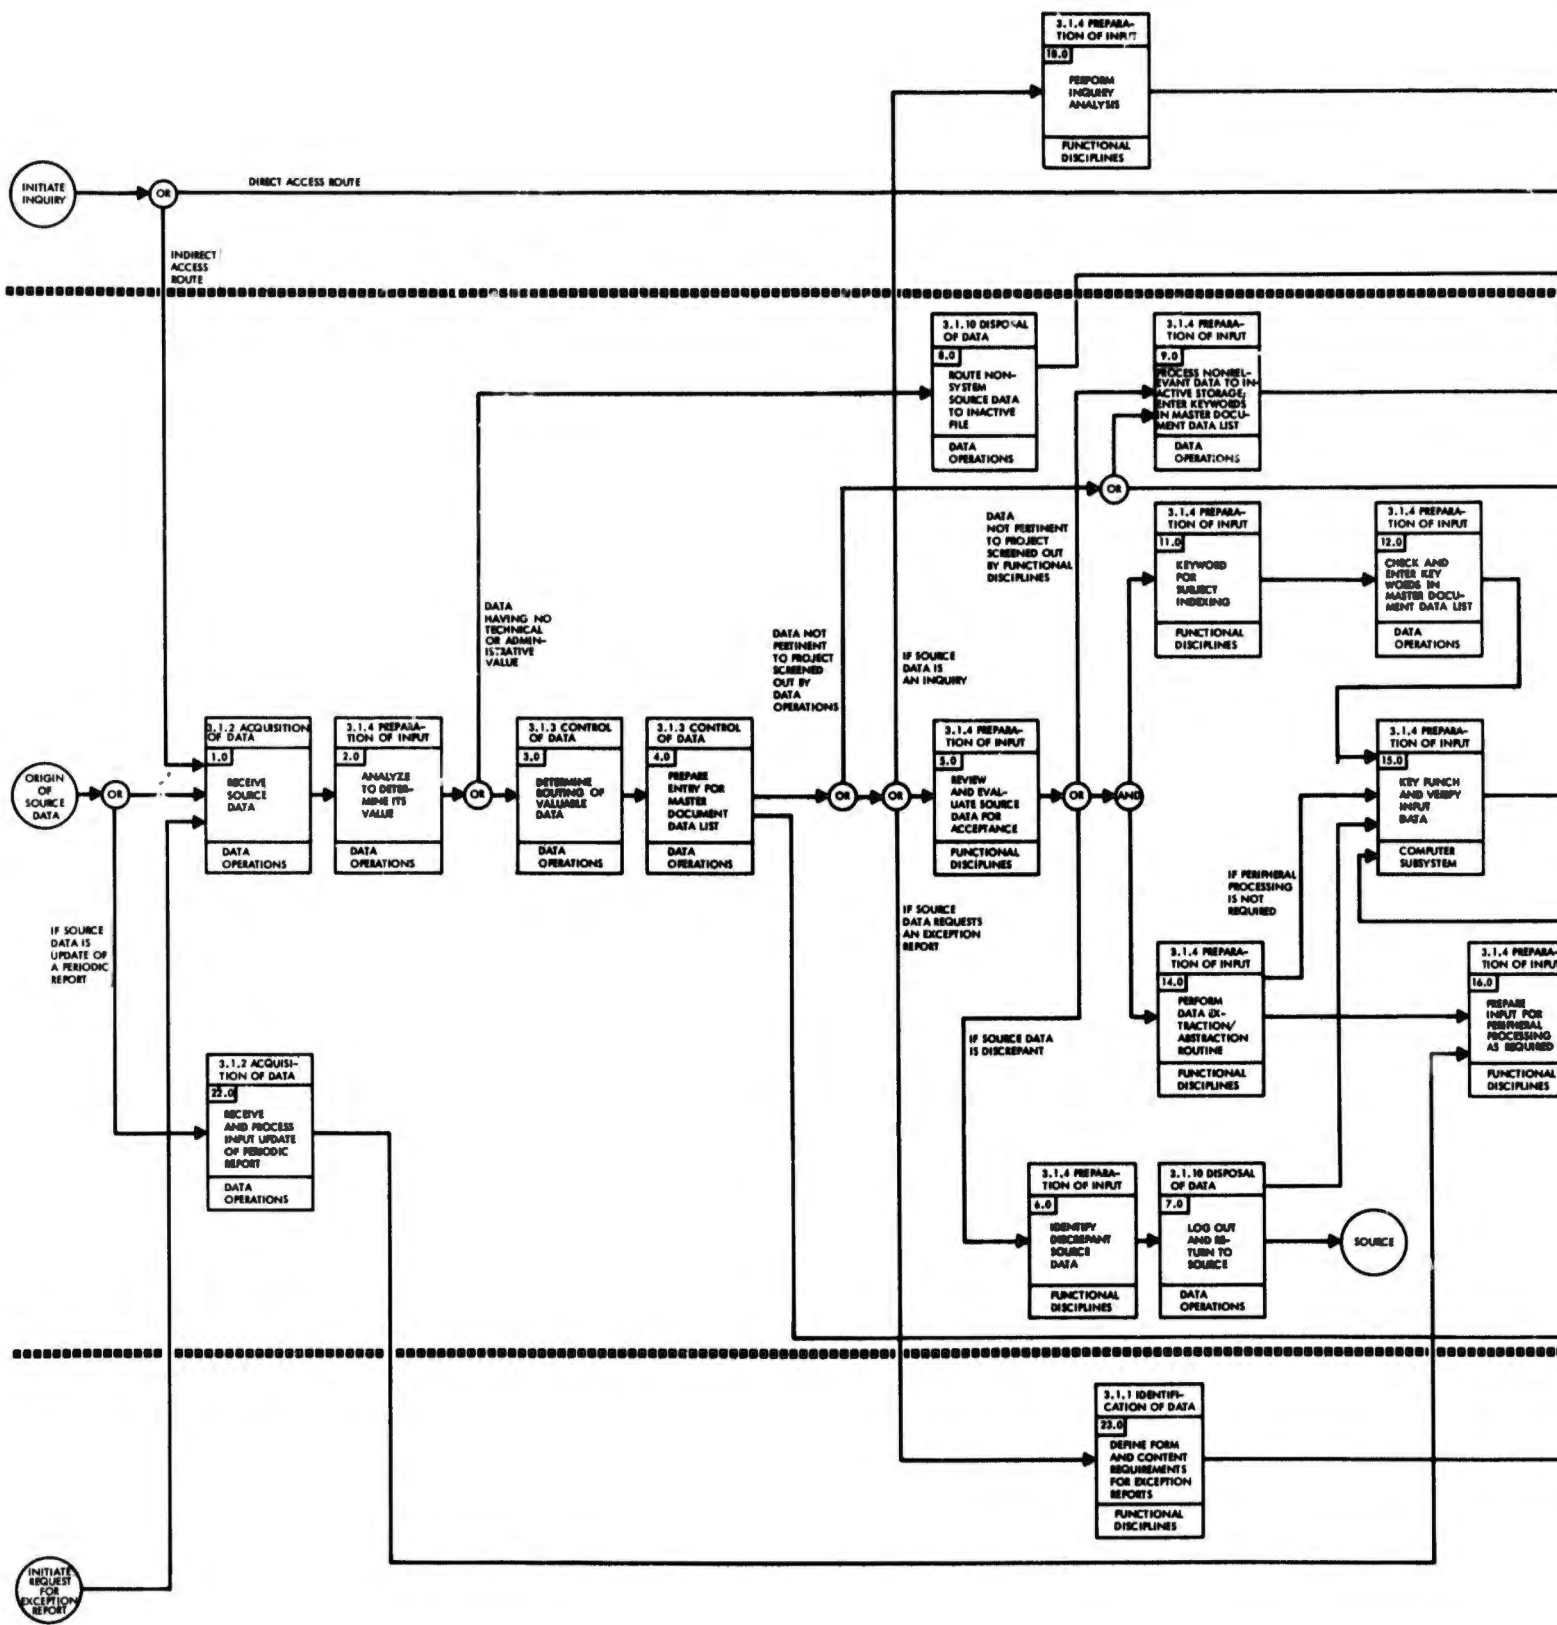 3.1.4 PREPARA-
TION OF INPUT
18.0
PERFORM
INQUIRY
ANALYSIS
FUNCTIONAL
DISCIPLINES
INITIATE
INQUIRY
OR
DIRECT ACCESS ROUTE
INDIRECT
ACCESS
ROUTE
3.1.10 DISPOSAL
OF DATA
8.0
ROUTE NON-
SYSTEM
SOURCE DATA
TO INACTIVE
FILE
DATA
OPERATIONS
3.1.4 PREPARA-
TION OF INPUT
9.0
PROCESS NONREL-
EVANT DATA TO IN-
ACTIVE STORAGE;
ENTER KEYWORDS
IN MASTER DOCU-
MENT DATA LIST
DATA
OPERATIONS
OR
DATA
NOT PERTINENT
TO PROJECT
SCREENED OUT
BY FUNCTIONAL
DISCIPLINES
3.1.4 PREPARA-
TION OF INPUT
11.0
KEYWORD
FOR
SUBJECT
INDEXING
FUNCTIONAL
DISCIPLINES
3.1.4 PREPARA-
TION OF INPUT
12.0
CHECK AND
ENTER KEY
WORDS IN
MASTER DOCU-
MENT DATA LIST
DATA
OPERATIONS
DATA
HAVING NO
TECHNICAL
OR ADMIN-
ISTRATIVE
VALUE
DATA NOT
PERTINENT
TO PROJECT
SCREENED
OUT BY
DATA
OPERATIONS
IF SOURCE
DATA IS
AN INQUIRY
ORIGIN
OF
SOURCE
DATA
OR
3.1.2 ACQUISITION
OF DATA
1.0
RECEIVE
SOURCE
DATA
DATA
OPERATIONS
3.1.4 PREPARA-
TION OF INPUT
2.0
ANALYZE
TO DETER-
MINE ITS
VALUE
DATA
OPERATIONS
OR
3.1.3 CONTROL
OF DATA
3.0
DETERMINE
ROUTING OF
VALUABLE
DATA
DATA
OPERATIONS
3.1.3 CONTROL
OF DATA
4.0
PREPARE
ENTRY FOR
MASTER
DOCUMENT
DATA LIST
DATA
OPERATIONS
OR
OR
3.1.4 PREPARA-
TION OF INPUT
5.0
REVIEW
AND EVAL-
UATE SOURCE
DATA FOR
ACCEPTANCE
FUNCTIONAL
DISCIPLINES
OR
AND
3.1.4 PREPARA-
TION OF INPUT
15.0
KEY PUNCH
AND VERIFY
INPUT
DATA
COMPUTER
SUBSYSTEM
IF PERIPHERAL
PROCESSING
IS NOT
REQUIRED
IF SOURCE
DATA REQUESTS
AN EXCEPTION
REPORT
IF SOURCE
DATA IS
UPDATE OF
A PERIODIC
REPORT
3.1.4 PREPARA-
TION OF INPUT
14.0
PERFORM
DATA EX-
TRACTION/
ABSTRACTION
ROUTINE
FUNCTIONAL
DISCIPLINES
3.1.4 PREPARA-
TION OF INPUT
16.0
PREPARE
INPUT FOR
PERIPHERAL
PROCESSING
AS REQUIRED
FUNCTIONAL
DISCIPLINES
IF SOURCE DATA
IS DISCREPANT
3.1.2 ACQUISI-
TION OF DATA
22.0
RECEIVE
AND PROCESS
INPUT UPDATE
OF PERIODIC
REPORT
DATA
OPERATIONS
3.1.4 PREPARA-
TION OF INPUT
6.0
IDENTIFY
DISCREPANT
SOURCE
DATA
FUNCTIONAL
DISCIPLINES
3.1.10 DISPOSAL
OF DATA
7.0
LOG OUT
AND RE-
TURN TO
SOURCE
DATA
OPERATIONS
SOURCE
3.1.1 IDENTIFI-
CATION OF DATA
23.0
DEFINE FORM
AND CONTENT
REQUIREMENTS
FOR EXCEPTION
REPORTS
FUNCTIONAL
DISCIPLINES
INITIATE
REQUEST
FOR
EXCEPTION
REPORT